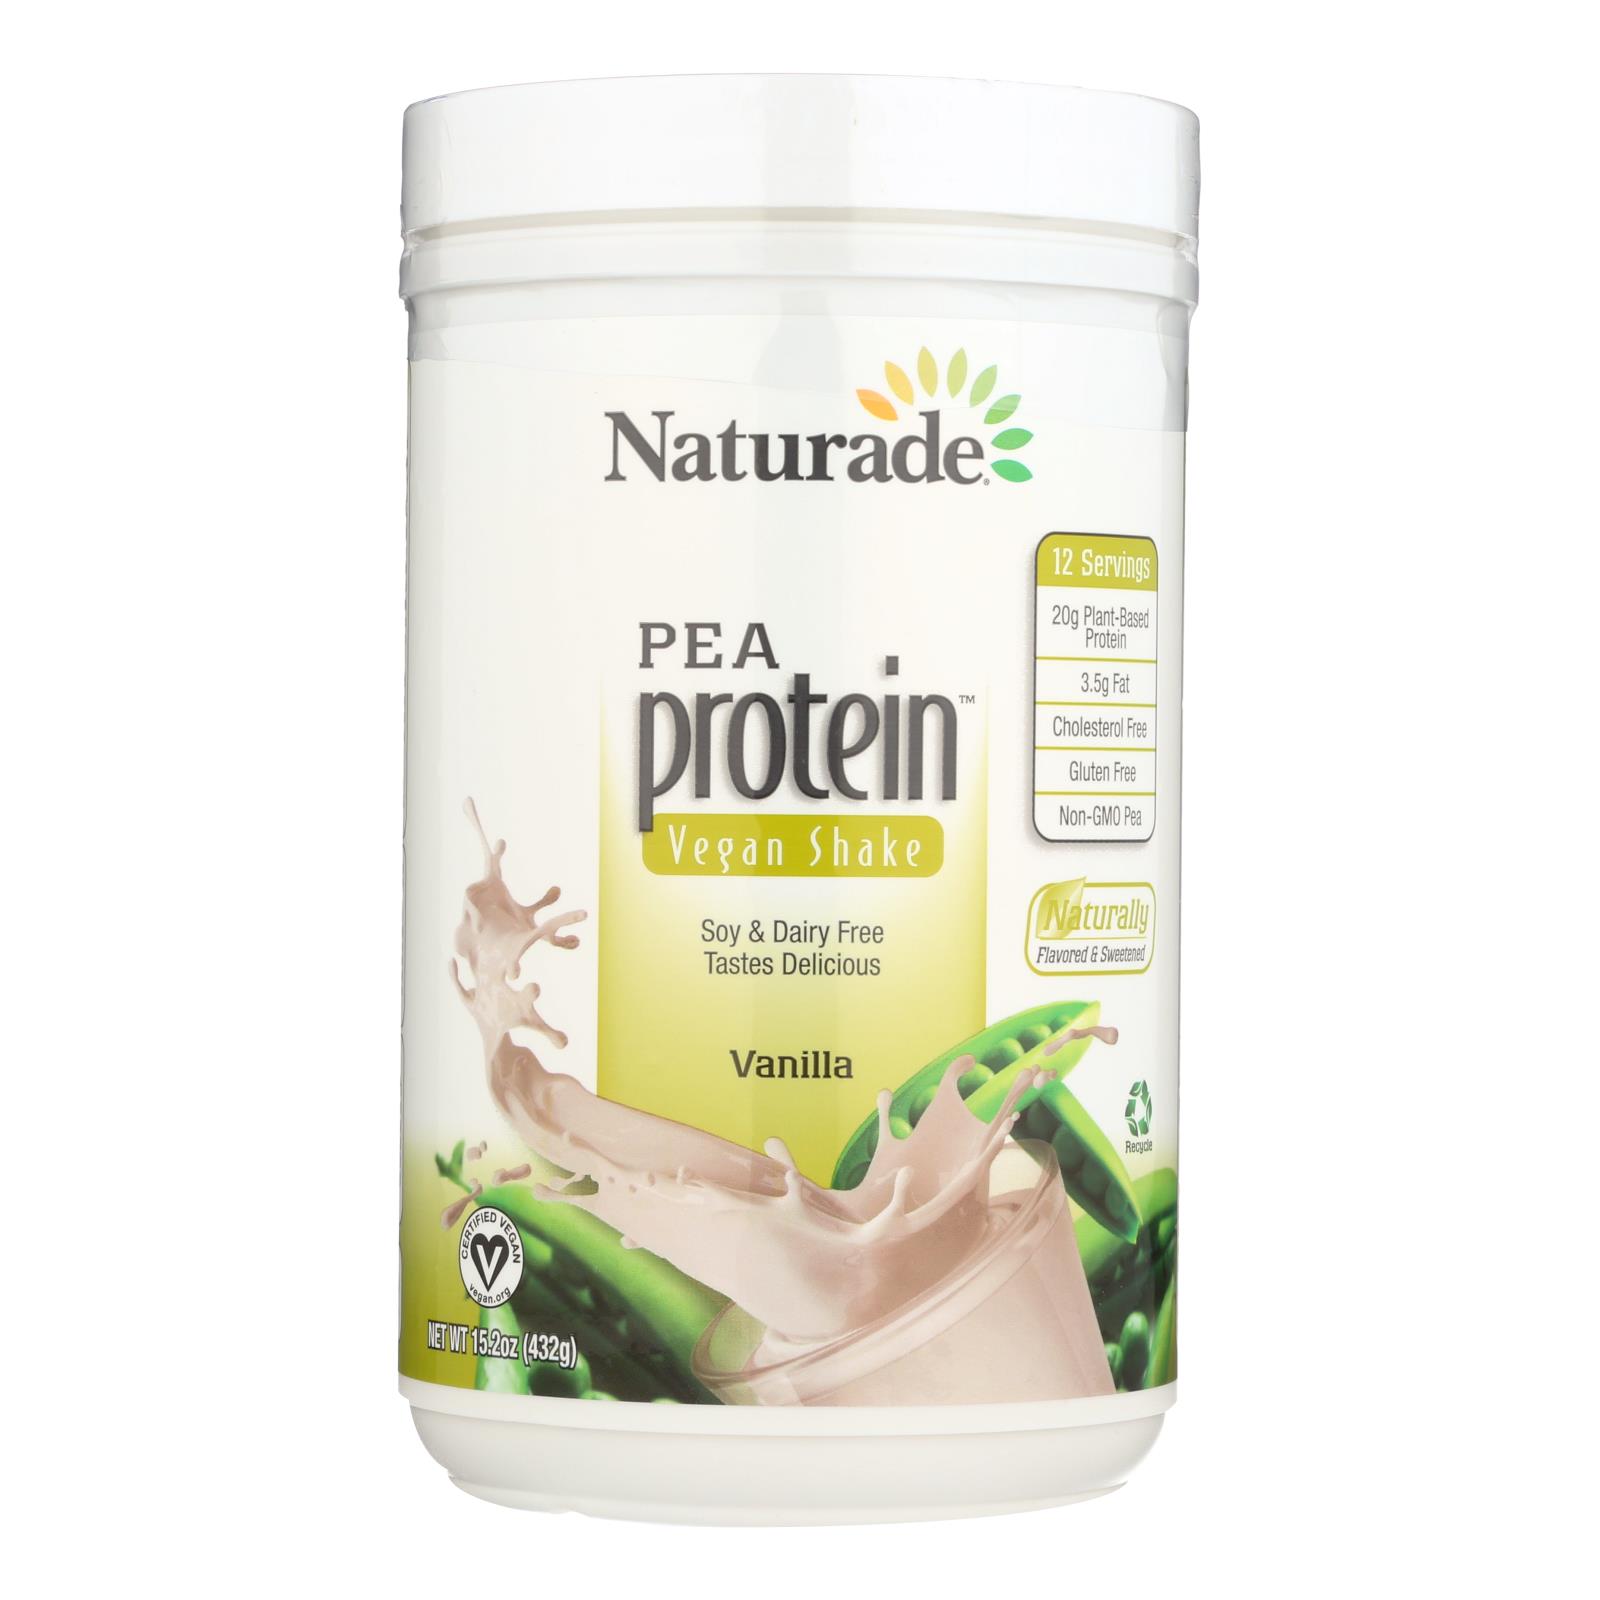 Naturade®
PEA
protein™
Vegan Shake
Soy & Dairy Free
Tastes Delicious
Vanilla
12 Servings
20g Plant-Based
Protein
3.5g Fat
Cholesterol Free
Gluten Free
Non-GMO Pea
Naturally
Flavored & Sweetened
Recycle
CERTIFIED VEGAN
V
vegan.org
NET WT 15.2oz (432g)